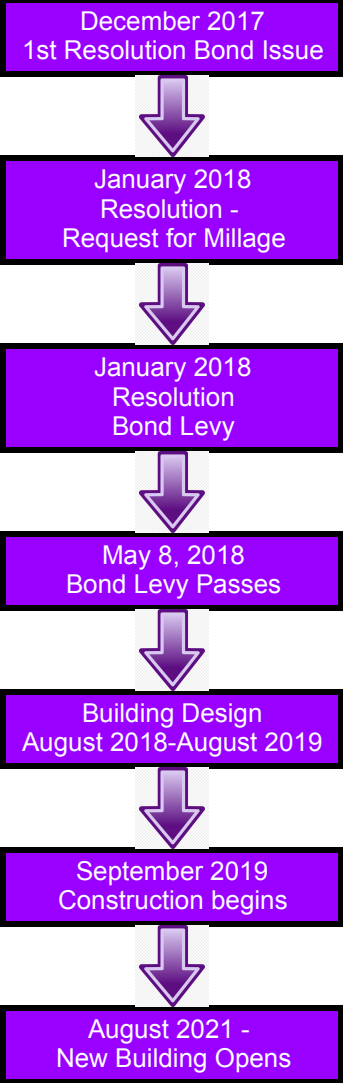 December 2017
1st Resolution Bond Issue
January 2018
Resolution -
Request for Millage
January 2018
Resolution
Bond Levy
May 8, 2018
Bond Levy Passes
Building Design
August 2018-August 2019
September 2019
Construction begins
August 2021 -
New Building Opens